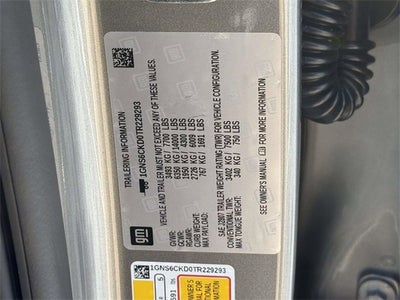 TRAILERING INFORMATION
1GNS6CKD0TR229293
VEHICLE AND TRAILER MUST NOT EXCEED ANY OF THESE VALUES.
GVWR: 3493 KG/ 7700 LBS
GCWR: 6350 KG/ 14000 LBS
RGAWR: 1950 KG/ 4300 LBS
CURB WEIGHT: 2726 KG/ 6009 LBS
MAX PAYLOAD: 767 KG/ 1691 LBS
SAE J2807 TRAILER WEIGHT RATING (TWR) FOR VEHICLE CONFIGURATION:
CONVENTIONAL TWR: 3402 KG/ 7500 LBS
MAX TONGUE WEIGHT: 340 KG/ 750 LBS
SEE OWNER'S MANUAL OR FOR MORE INFORMATION.
gm
1GNS6CKD0TR229293